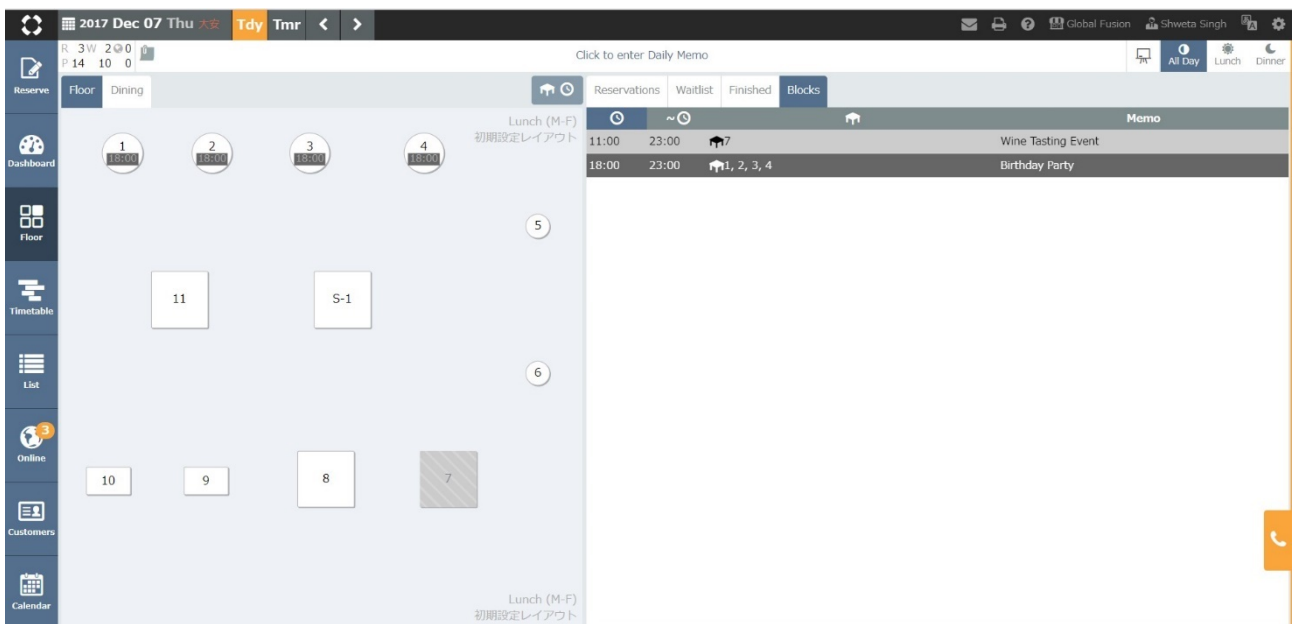 2017 Dec 07 Thu 大安 Tdy Tmr Global Fusion Shweta Singh
R 3 W 2 0
P 14 10 0
Click to enter Daily Memo
All Day Lunch Dinner
Reserve
Dashboard
Floor
Timetable
List
3
Online
Customers
Calendar
Floor Dining
Lunch (M-F)
初期設定レイアウト
1
18:00
2
18:00
3
18:00
4
18:00
5
11
S-1
6
10
9
8
7
Lunch (M-F)
初期設定レイアウト
Reservations Waitlist Finished Blocks
~ Memo
11:00 23:00 7 Wine Tasting Event
18:00 23:00 1, 2, 3, 4 Birthday Party